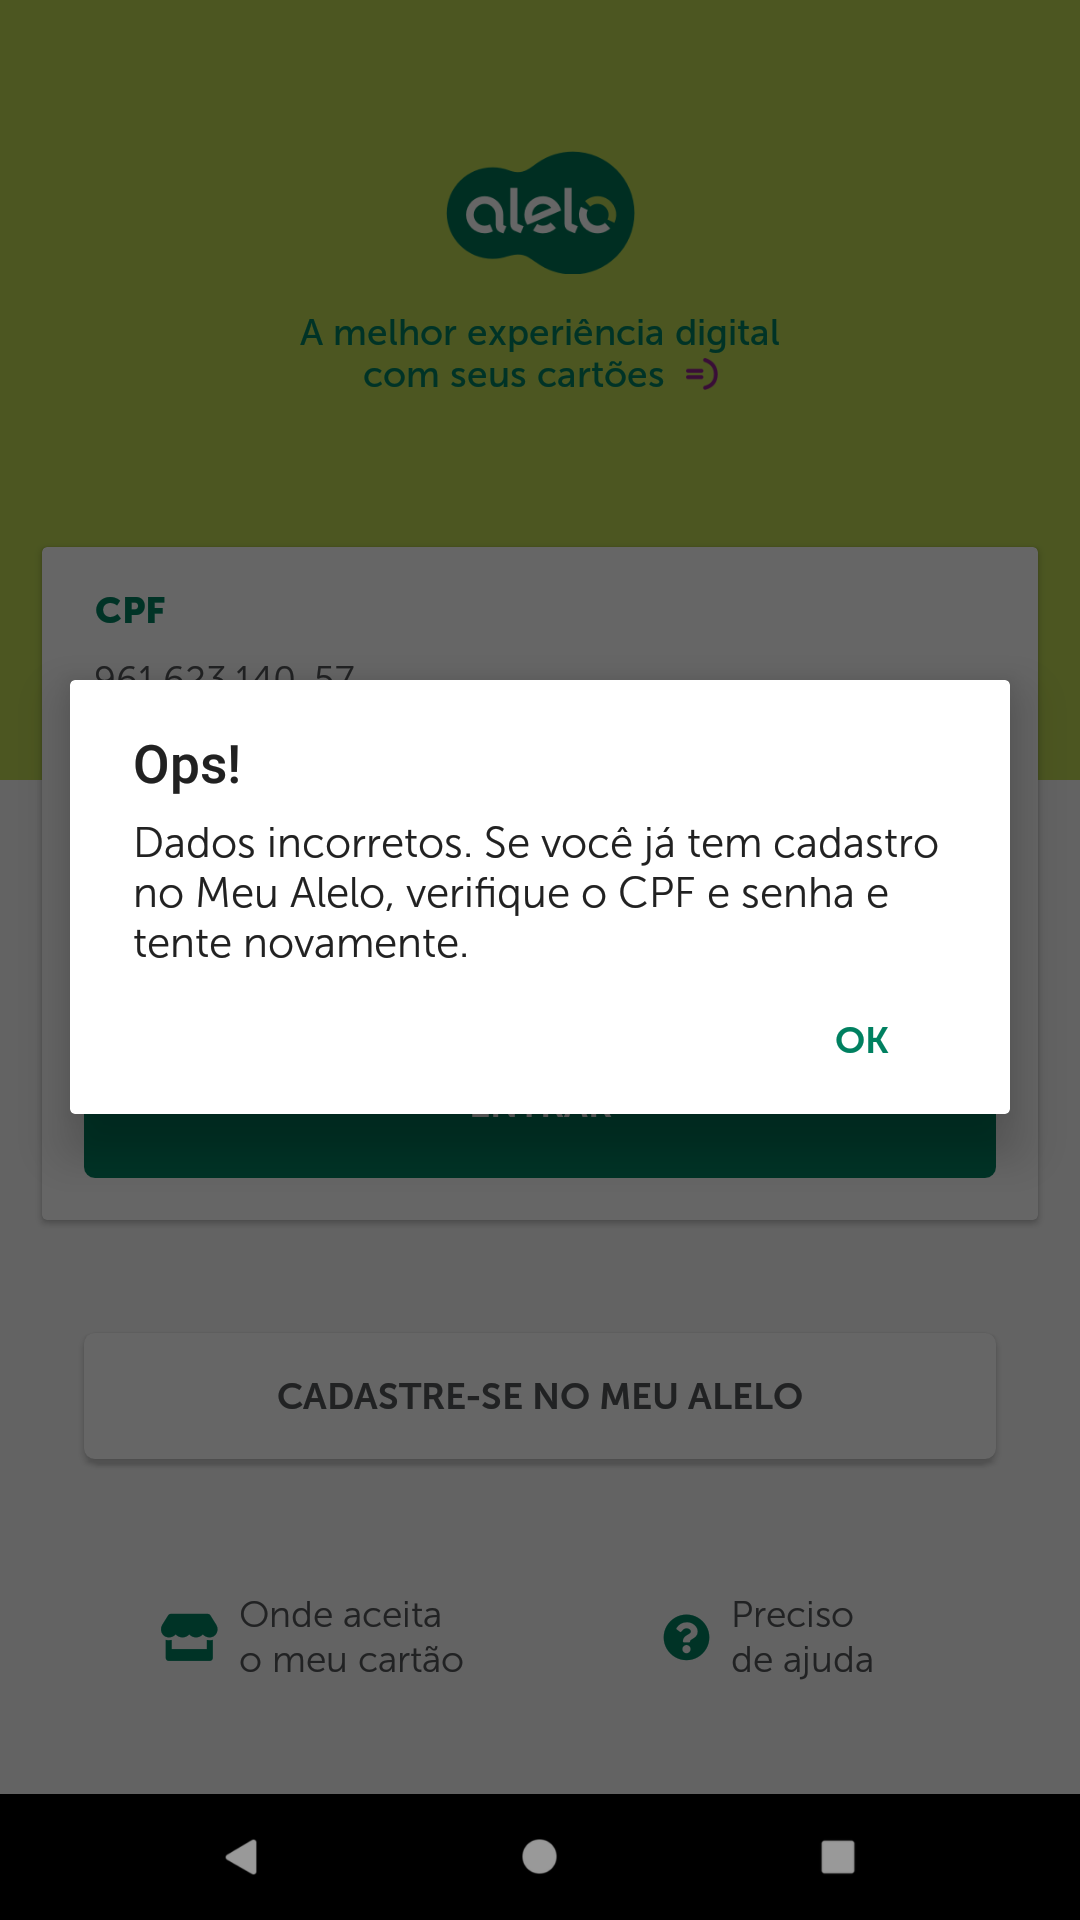 alelo
A melhor experiência digital
com seus cartões =)
CPF
961.623.140-57
Ops!
Dados incorretos. Se você já tem cadastro
no Meu Alelo, verifique o CPF e senha e
tente novamente.
OK
ENTRAR
CADASTRE-SE NO MEU ALELO
Onde aceita
o meu cartão
Preciso
de ajuda